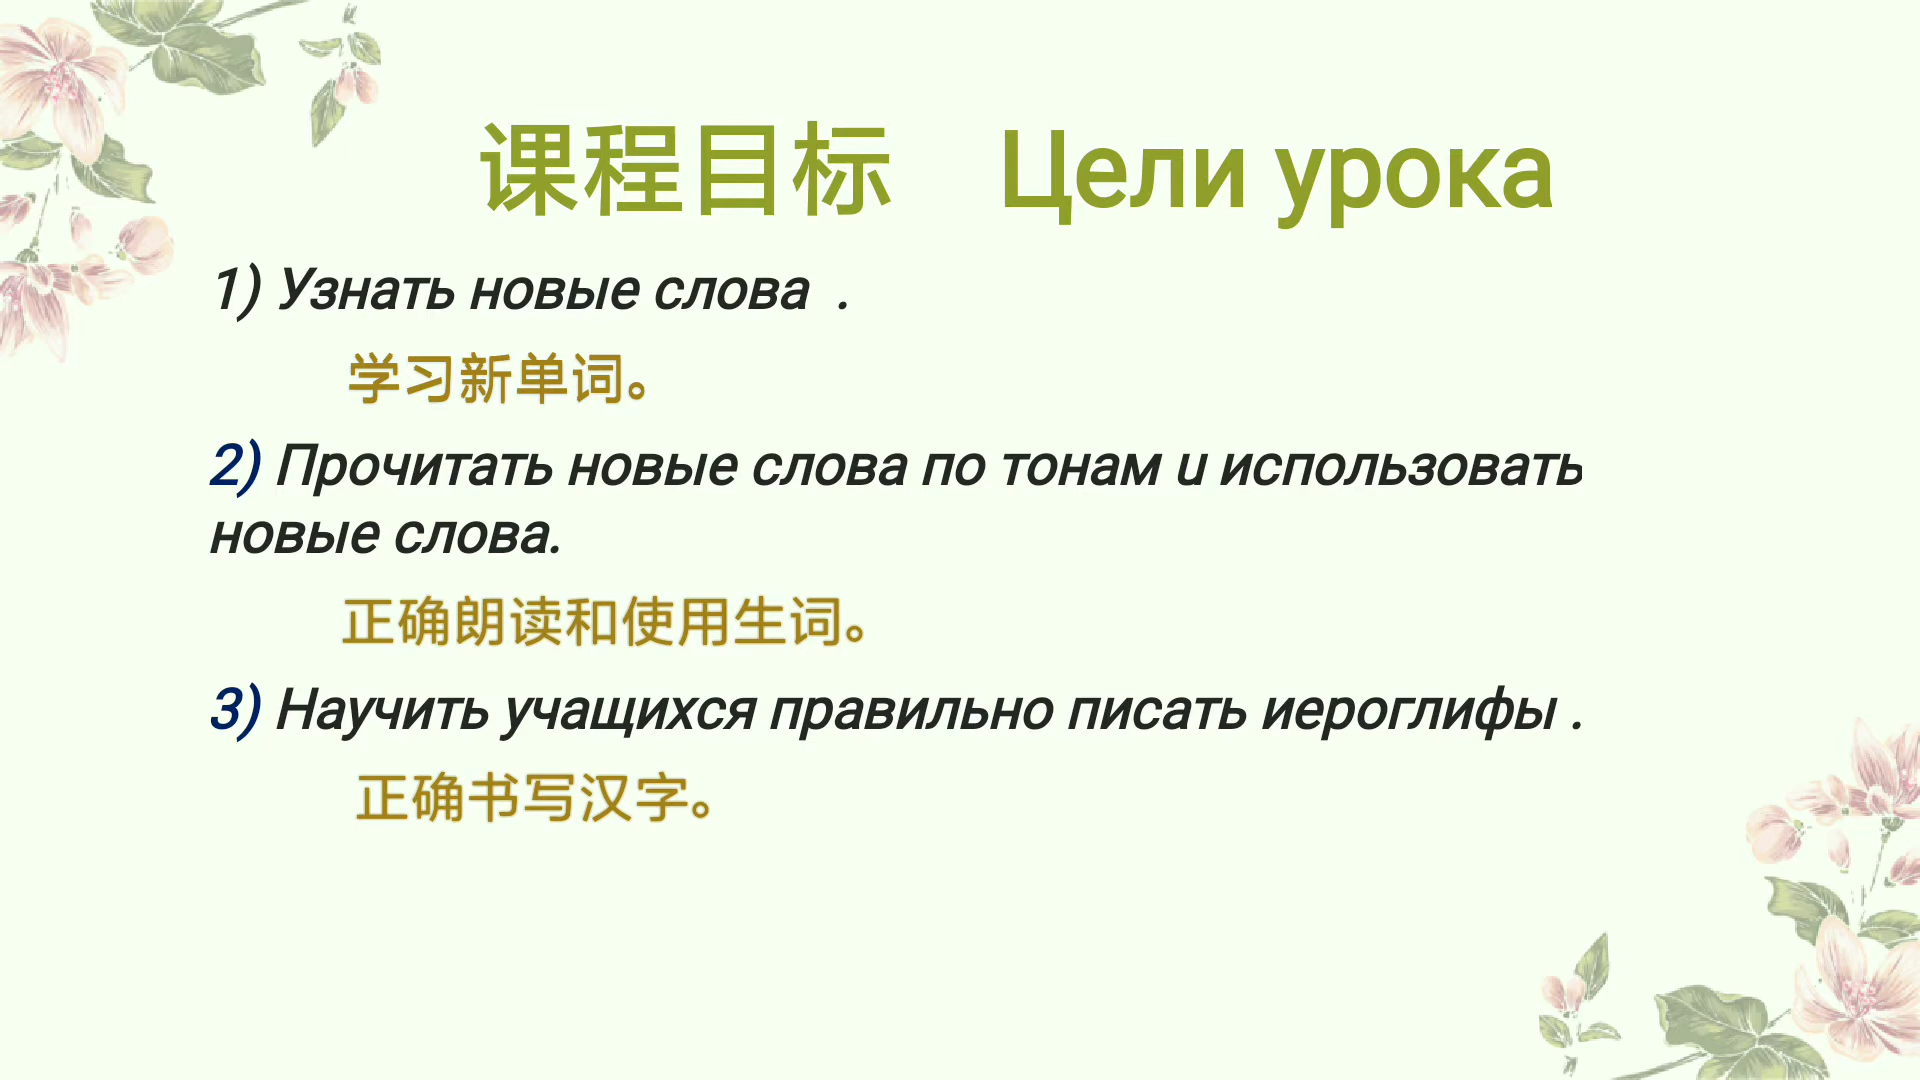 课程目标 Цели урока
1) Узнать новые слова .
学习新单词。
2) Прочитать новые слова по тонам и использовать
новые слова.
正确朗读和使用生词。
3) Научить учащихся правильно писать иероглифы .
正确书写汉字。